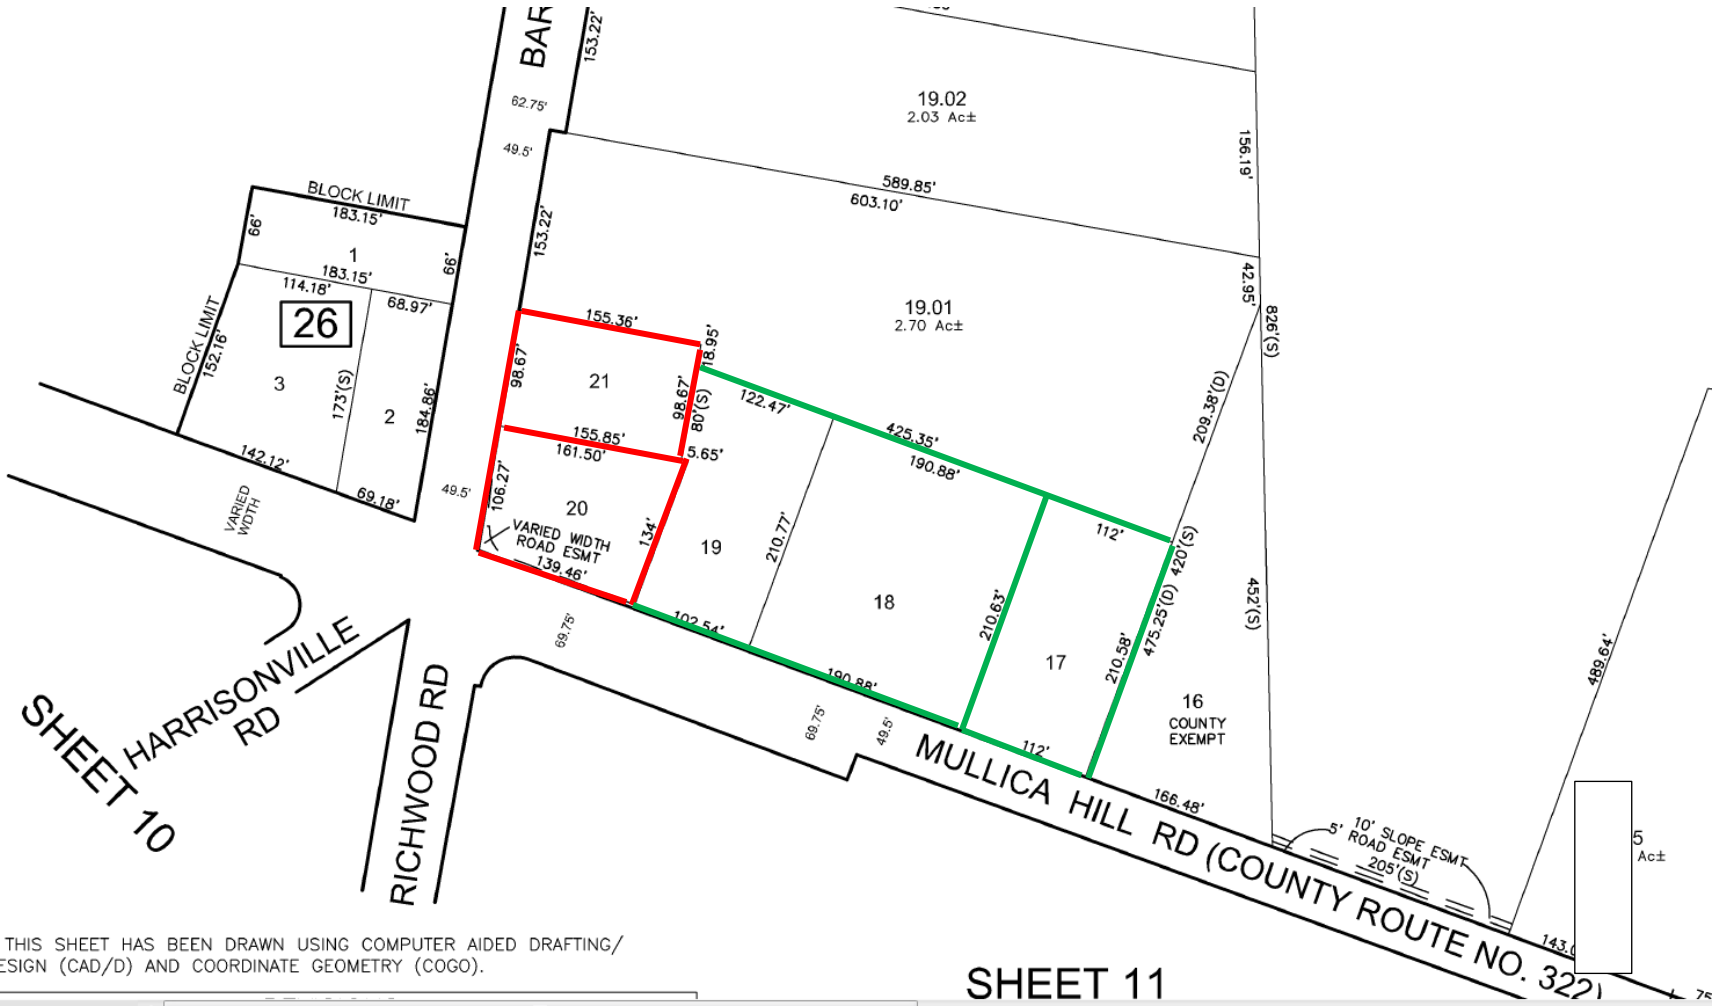 BAR
153.22'
62.75'
49.5'
19.02
2.03 Ac±
156.19'
589.85'
603.10'
BLOCK LIMIT
183.15'
66'
1
66'
183.15'
114.18'
68.97'
26
BLOCK LIMIT
152.16'
3
173'(S)
2
184.86'
142.12'
69.18'
VARIED
WDTH
153.22'
42.95'
826'(S)
19.01
2.70 Ac±
155.36'
18.95'
98.67'
21
98.67'
80'(S)
122.47'
425.35'
190.88'
209.38'(D)
155.85'
161.50'
5.65'
49.5'
106.27'
20
VARIED WIDTH
ROAD ESMT
139.46'
134'
19
210.77'
112'
420'(S)
475.25'(D)
452'(S)
18
210.63'
17
210.58'
16
COUNTY
EXEMPT
102.54'
190.88'
112'
69.75'
69.75'
49.5'
166.48'
489.64'
HARRISONVILLE
RD
SHEET 10
RICHWOOD RD
MULLICA HILL RD (COUNTY ROUTE NO. 322)
10' SLOPE ESMT
5' ROAD ESMT
205'(S)
5
Ac±
143.0
75
THIS SHEET HAS BEEN DRAWN USING COMPUTER AIDED DRAFTING/
ESIGN (CAD/D) AND COORDINATE GEOMETRY (COGO).
SHEET 11